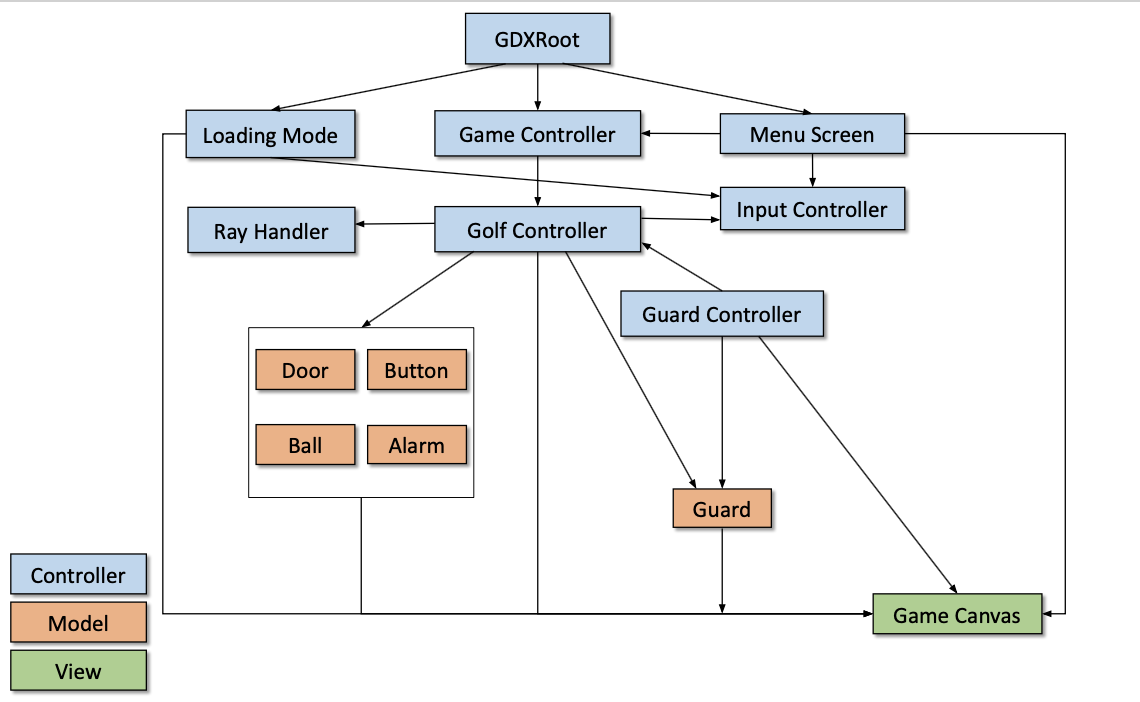 GDXRoot
Loading Mode
Game Controller
Menu Screen
Input Controller
Ray Handler
Golf Controller
Guard Controller
Door
Button
Ball
Alarm
Guard
Controller
Model
View
Game Canvas